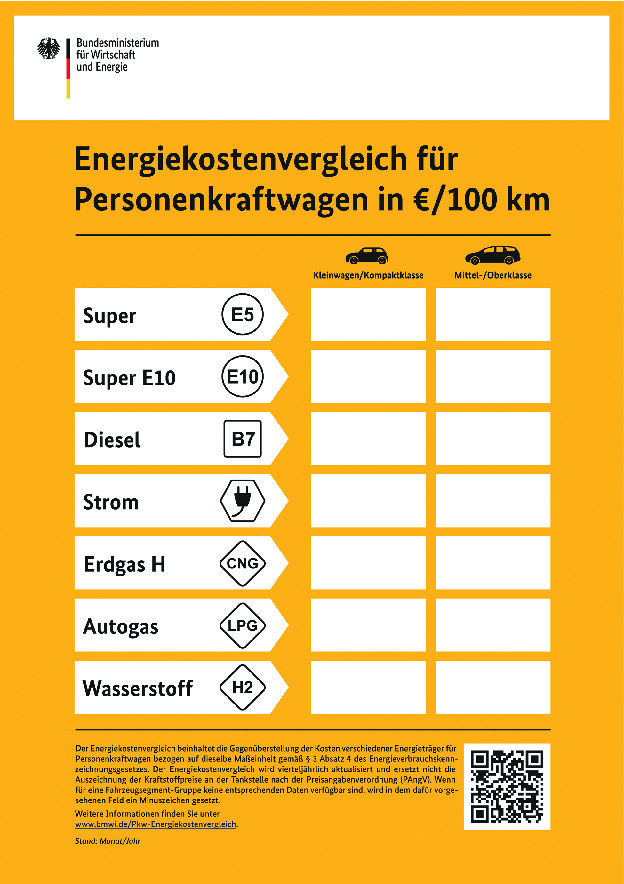 Bundesministerium
für Wirtschaft
und Energie
Energiekostenvergleich für
Personenkraftwagen in €/100 km
Kleinwagen/Kompaktklasse
Mittel-/Oberklasse
Super E5
Super E10 E10
Diesel B7
Strom
Erdgas H CNG
Autogas LPG
Wasserstoff H2
Der Energiekostenvergleich beinhaltet die Gegenüberstellung der Kosten verschiedener Energieträger für
Personenkraftwagen bezogen auf dieselbe Maßeinheit gemäß § 3 Absatz 4 des Energieverbrauchskenn-
zeichnungsgesetzes. Der Energiekostenvergleich wird vierteljährlich aktualisiert und ersetzt nicht die
Auszeichnung der Kraftstoffpreise an der Tankstelle nach der Preisangabenverordnung (PAngV). Wenn
für eine Fahrzeugsegment-Gruppe keine entsprechenden Daten verfügbar sind, wird in dem dafür vorge-
sehenen Feld ein Minuszeichen gesetzt.
Weitere Informationen finden Sie unter
www.bmwi.de/Pkw-Energiekostenvergleich.
Stand: Monat/Jahr